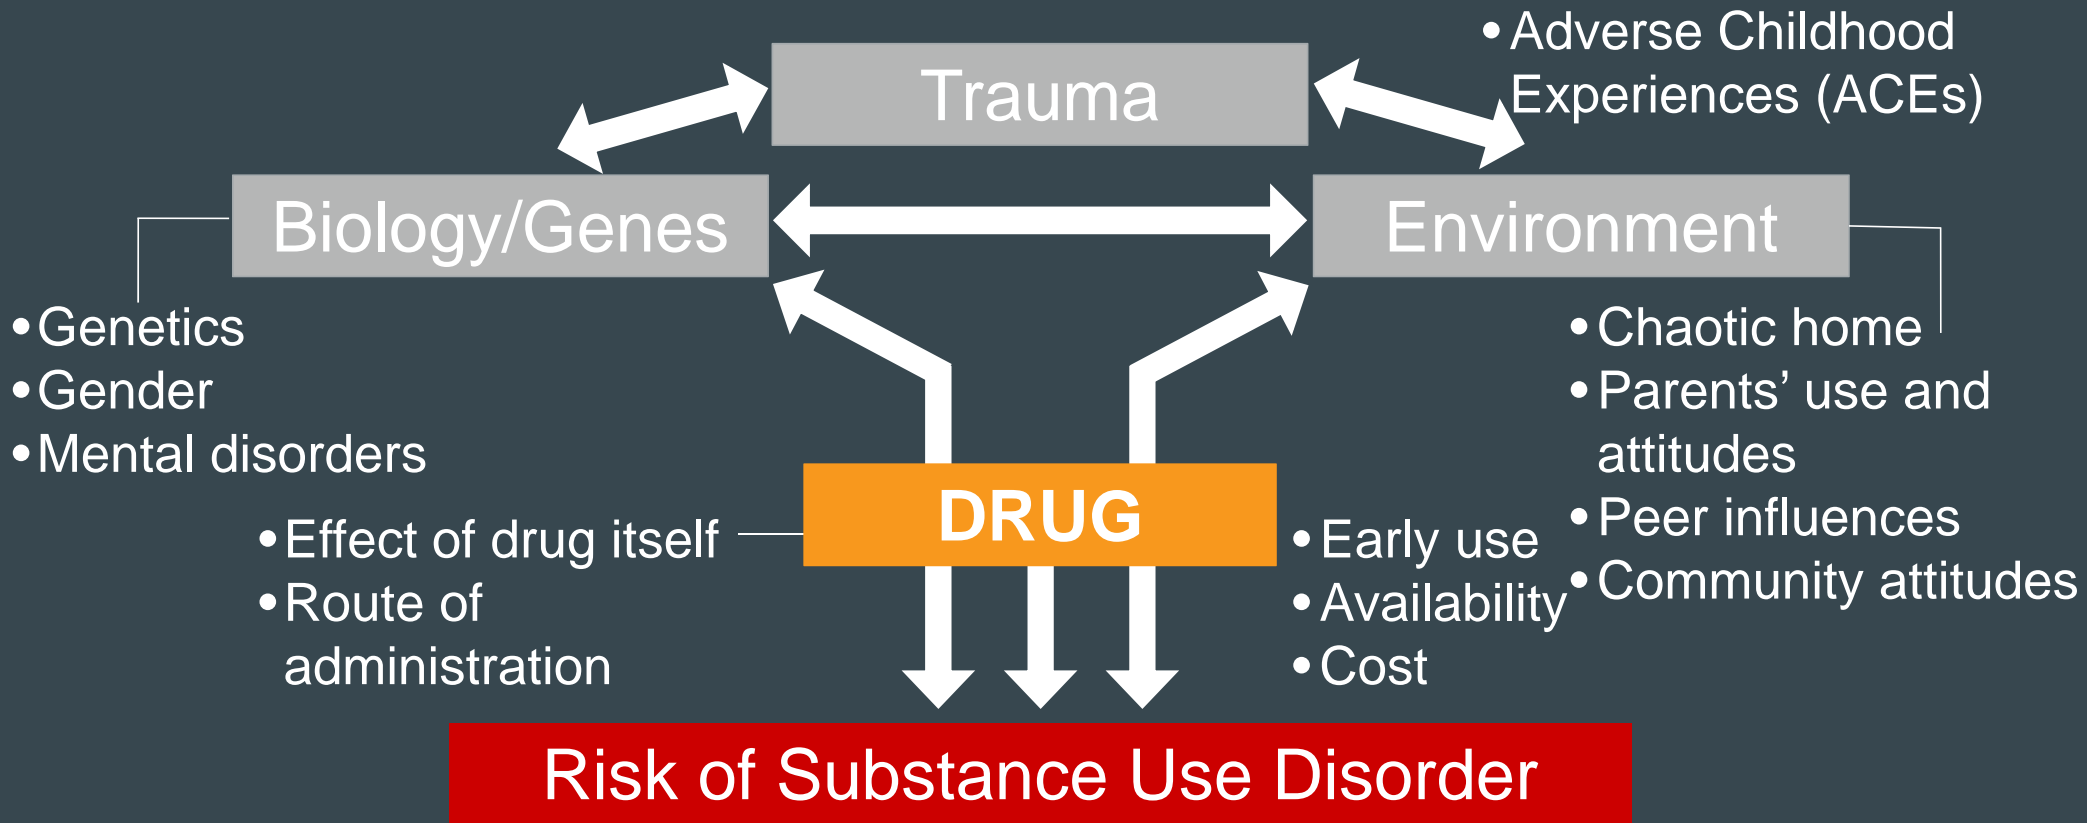 • Adverse Childhood
Experiences (ACEs)
Trauma
Biology/Genes
Environment
• Genetics
• Gender
• Mental disorders
• Chaotic home
• Parents’ use and
attitudes
• Peer influences
• Community attitudes
DRUG
• Effect of drug itself
• Route of
administration
• Early use
• Availability
• Cost
Risk of Substance Use Disorder